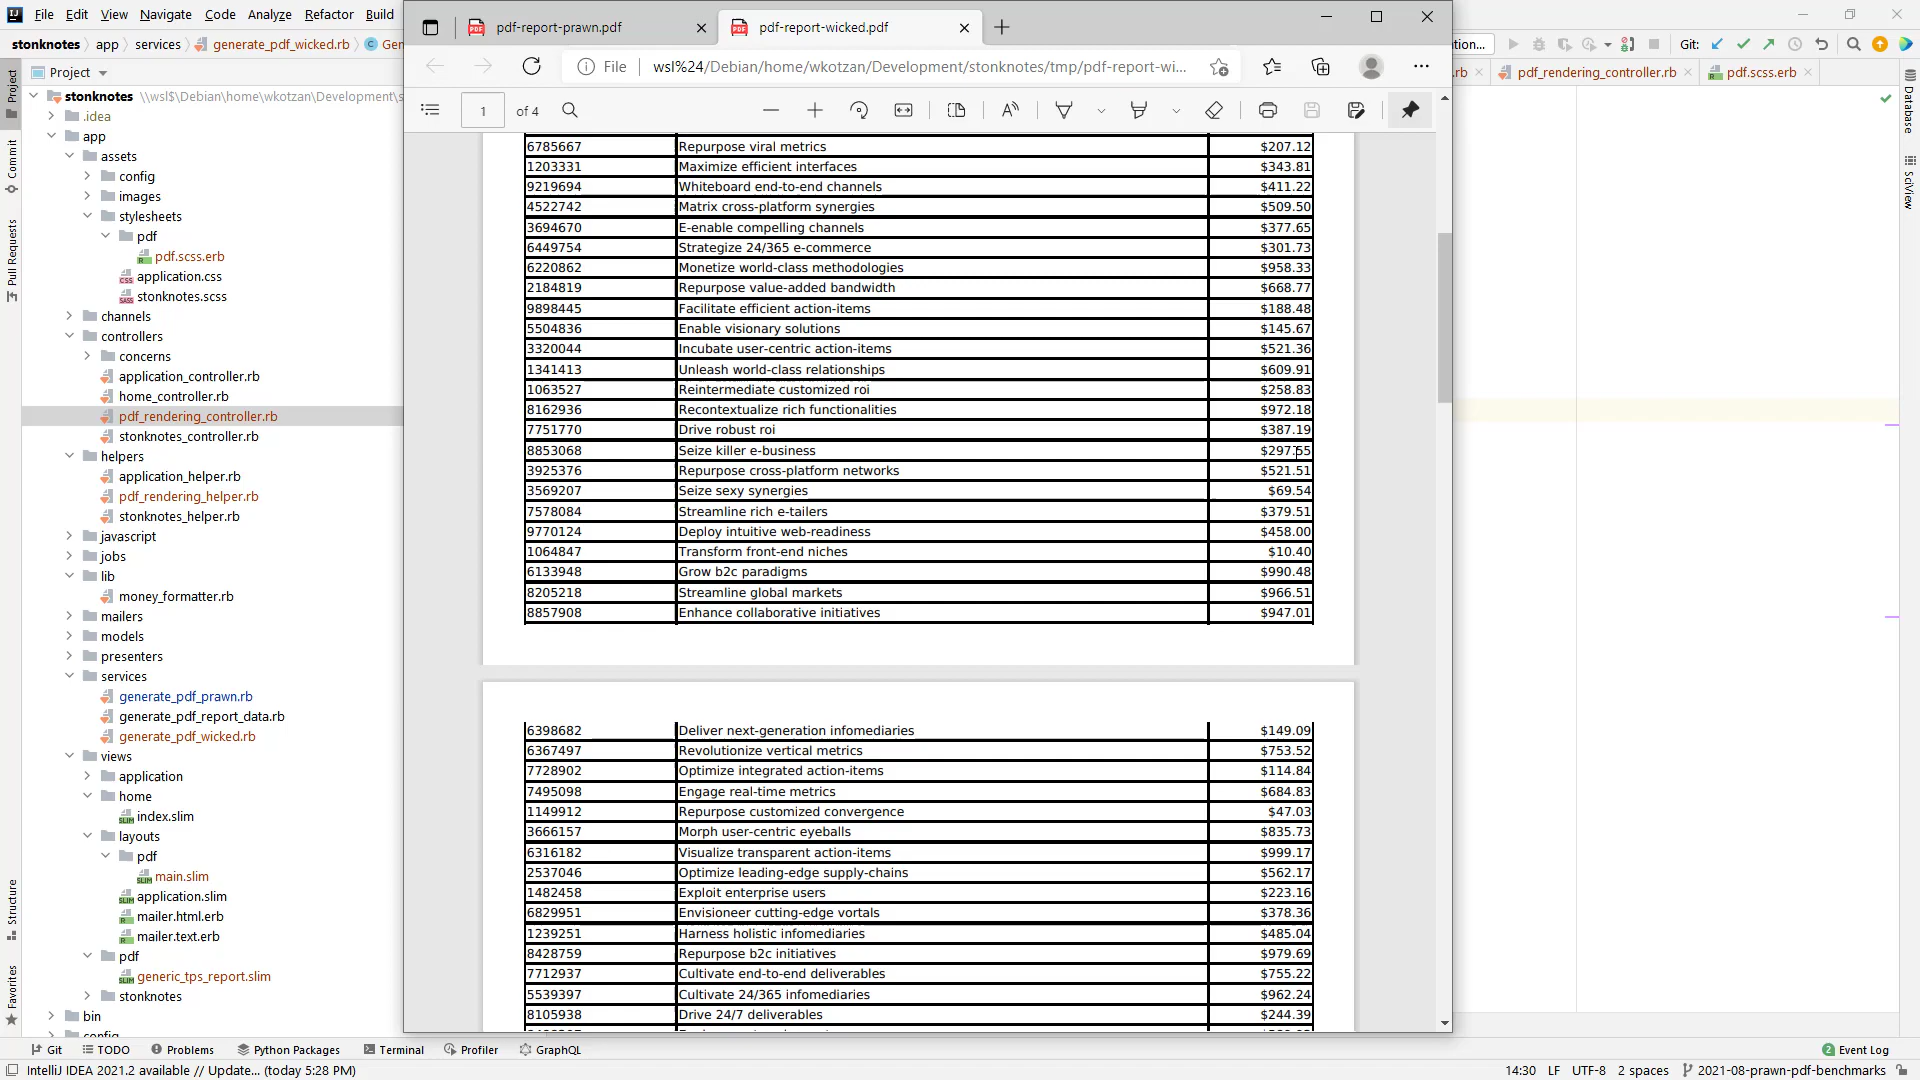 File Edit View Navigate Code Analyze Refactor Build
stonknotes app services generate_pdf_wicked.rb
pdf-report-prawn.pdf
pdf-report-wicked.pdf
Git:
File wsl%24/Debian/home/wkotzan/Development/stonknotes/tmp/pdf-report-wi...
1 of 4
.rb pdf_rendering_controller.rb pdf.scss.erb
Project
stonknotes \\wsl$\Debian\home\wkotzan\Development\s
.idea
app
assets
config
images
stylesheets
pdf
pdf.scss.erb
application.css
stonknotes.scss
channels
controllers
concerns
application_controller.rb
home_controller.rb
pdf_rendering_controller.rb
stonknotes_controller.rb
helpers
application_helper.rb
pdf_rendering_helper.rb
stonknotes_helper.rb
javascript
jobs
lib
money_formatter.rb
mailers
models
presenters
services
generate_pdf_prawn.rb
generate_pdf_report_data.rb
generate_pdf_wicked.rb
views
application
home
index.slim
layouts
pdf
main.slim
application.slim
mailer.html.erb
mailer.text.erb
pdf
generic_tps_report.slim
stonknotes
bin
config
Project
Commit
Pull Requests
Structure
Favorites
Database
SciView
6785667 Repurpose viral metrics $207.12
1203331 Maximize efficient interfaces $343.81
9219694 Whiteboard end-to-end channels $411.22
4522742 Matrix cross-platform synergies $509.50
3694670 E-enable compelling channels $377.65
6449754 Strategize 24/365 e-commerce $301.73
6220862 Monetize world-class methodologies $958.33
2184819 Repurpose value-added bandwidth $668.77
9898445 Facilitate efficient action-items $188.48
5504836 Enable visionary solutions $145.67
3320044 Incubate user-centric action-items $521.36
1341413 Unleash world-class relationships $609.91
1063527 Reintermediate customized roi $258.83
8162936 Recontextualize rich functionalities $972.18
7751770 Drive robust roi $387.19
8853068 Seize killer e-business $297.55
3925376 Repurpose cross-platform networks $521.51
3569207 Seize sexy synergies $69.54
7578084 Streamline rich e-tailers $379.51
9770124 Deploy intuitive web-readiness $458.00
1064847 Transform front-end niches $10.40
6133948 Grow b2c paradigms $990.48
8205218 Streamline global markets $966.51
8857908 Enhance collaborative initiatives $947.01
6398682 Deliver next-generation infomediaries $149.09
6367497 Revolutionize vertical metrics $753.52
7728902 Optimize integrated action-items $114.84
7495098 Engage real-time metrics $684.83
1149912 Repurpose customized convergence $47.03
3666157 Morph user-centric eyeballs $835.73
6316182 Visualize transparent action-items $999.17
2537046 Optimize leading-edge supply-chains $562.17
1482458 Exploit enterprise users $223.16
6829951 Envisioneer cutting-edge vortals $378.36
1239251 Harness holistic infomediaries $485.04
8428759 Repurpose b2c initiatives $979.69
7712937 Cultivate end-to-end deliverables $755.22
5539397 Cultivate 24/365 infomediaries $962.24
8105938 Drive 24/7 deliverables $244.39
Git TODO Problems Python Packages Terminal Profiler GraphQL 2 Event Log
IntelliJ IDEA 2021.2 available // Update... (today 5:28 PM) 14:30 LF UTF-8 2 spaces 2021-08-prawn-pdf-benchmarks